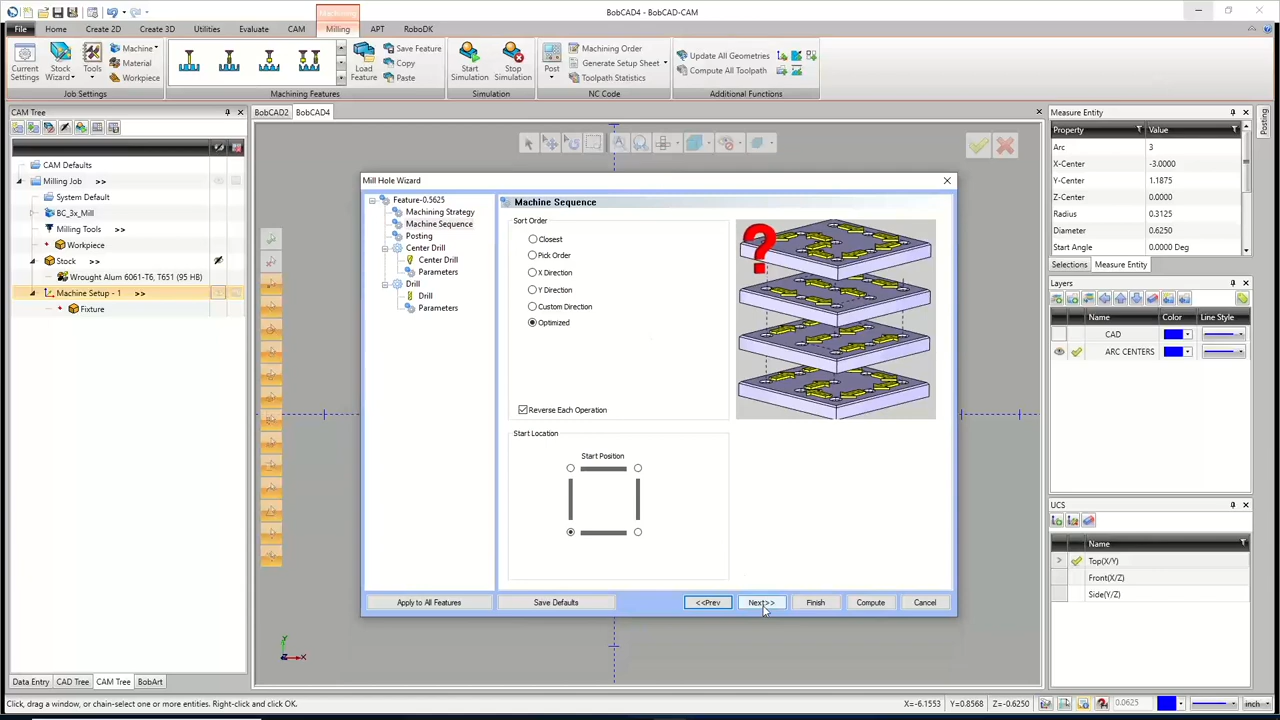 BobCAD4 - BobCAD-CAM
File Home Create 2D Create 3D Utilities Evaluate CAM Milling APT RoboDK
Current Settings
Stock Wizard
Tools
Machine
Material
Workpiece
Job Settings
Machining Features
Load Feature
Save Feature
Copy
Paste
Start Simulation
Stop Simulation
Simulation
Post
Machining Order
Generate Setup Sheet
Toolpath Statistics
NC Code
Update All Geometries
Compute All Toolpath
Additional Functions
CAM Tree
CAM Defaults
Milling Job >>
System Default
BC_3x_Mill
Milling Tools >>
Workpiece
Stock
Wrought Alum 6061-T6, T651 (95 HB)
Machine Setup - 1 >>
Fixture
Data Entry CAD Tree CAM Tree BobArt
BobCAD2 BobCAD4
Mill Hole Wizard
Feature-0.5625
Machining Strategy
Machine Sequence
Posting
Center Drill
Center Drill
Parameters
Drill
Drill
Parameters
Machine Sequence
Sort Order
Closest
Pick Order
X Direction
Y Direction
Custom Direction
Optimized
Reverse Each Operation
Start Location
Start Position
?
Apply to All Features Save Defaults <<Prev Next>> Finish Compute Cancel
Y
Z X
Measure Entity
Property Value
Arc 3
X-Center -3.0000
Y-Center 1.1875
Z-Center 0.0000
Radius 0.3125
Diameter 0.6250
Start Angle 0.0000 Deg
Selections Measure Entity
Posting
Layers
Name Color Line Style
CAD
ARC CENTERS
UCS
Name
Top(X/Y)
Front(X/Z)
Side(Y/Z)
Click, drag a window, or chain-select one or more entities. Right-click and click OK.
X=-6.1553 Y=0.8568 Z=-0.6250 0.0625 inch